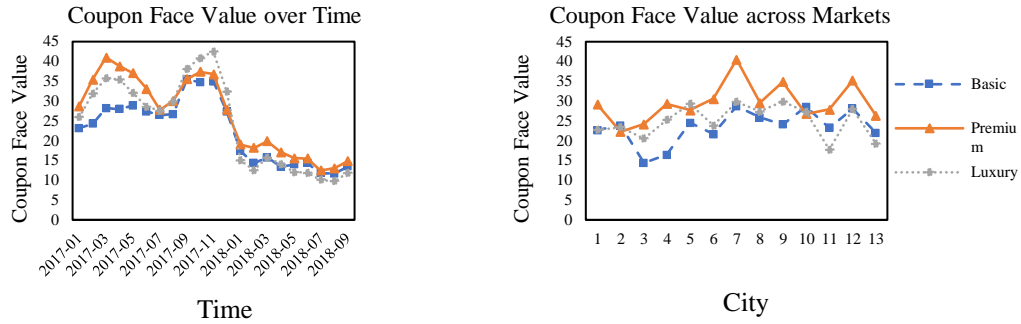 Coupon Face Value over Time
Coupon Face Value
45
40
35
30
25
20
15
10
5
0
2017-01
2017-03
2017-05
2017-07
2017-09
2017-11
2018-01
2018-03
2018-05
2018-07
2018-09
Time
Coupon Face Value across Markets
Coupon Face Value
45
40
35
30
25
20
15
10
5
0
1 2 3 4 5 6 7 8 9 10 11 12 13
City
Basic
Premiu
m
Luxury